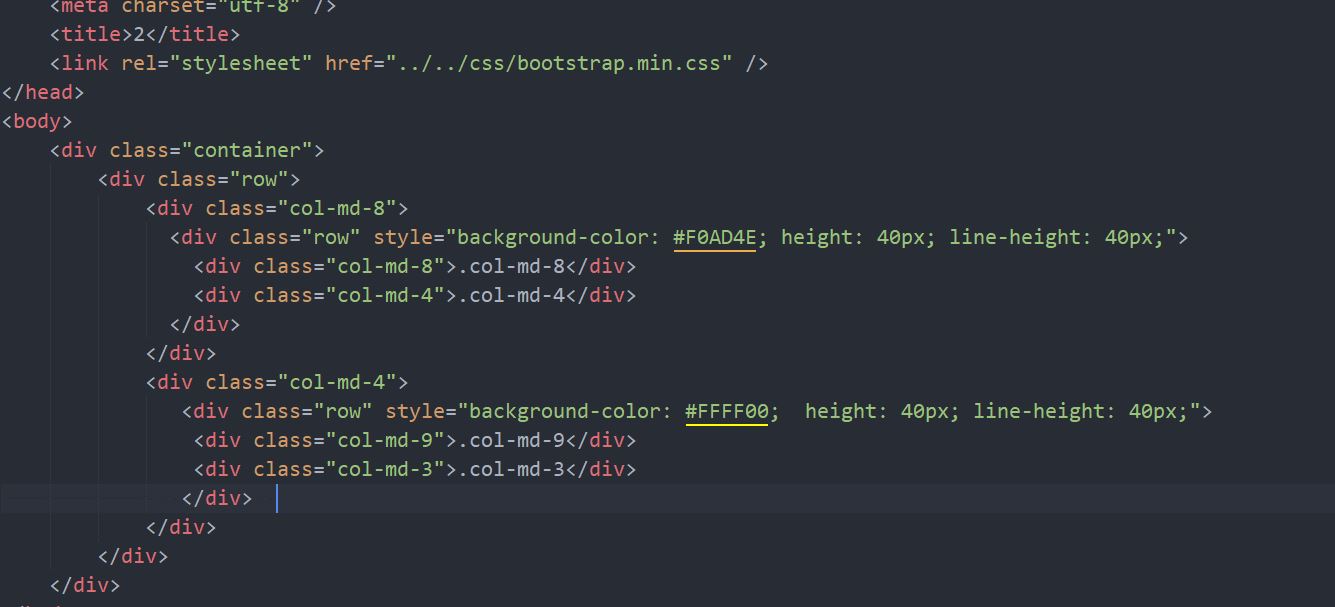 <meta charset="utf-8" />
<title>2</title>
<link rel="stylesheet" href="../../css/bootstrap.min.css" />
</head>
<body>
<div class="container">
<div class="row">
<div class="col-md-8">
<div class="row" style="background-color: #F0AD4E; height: 40px; line-height: 40px;">
<div class="col-md-8">.col-md-8</div>
<div class="col-md-4">.col-md-4</div>
</div>
</div>
<div class="col-md-4">
<div class="row" style="background-color: #FFFF00;  height: 40px; line-height: 40px;">
<div class="col-md-9">.col-md-9</div>
<div class="col-md-3">.col-md-3</div>
</div>
</div>
</div>
</div>